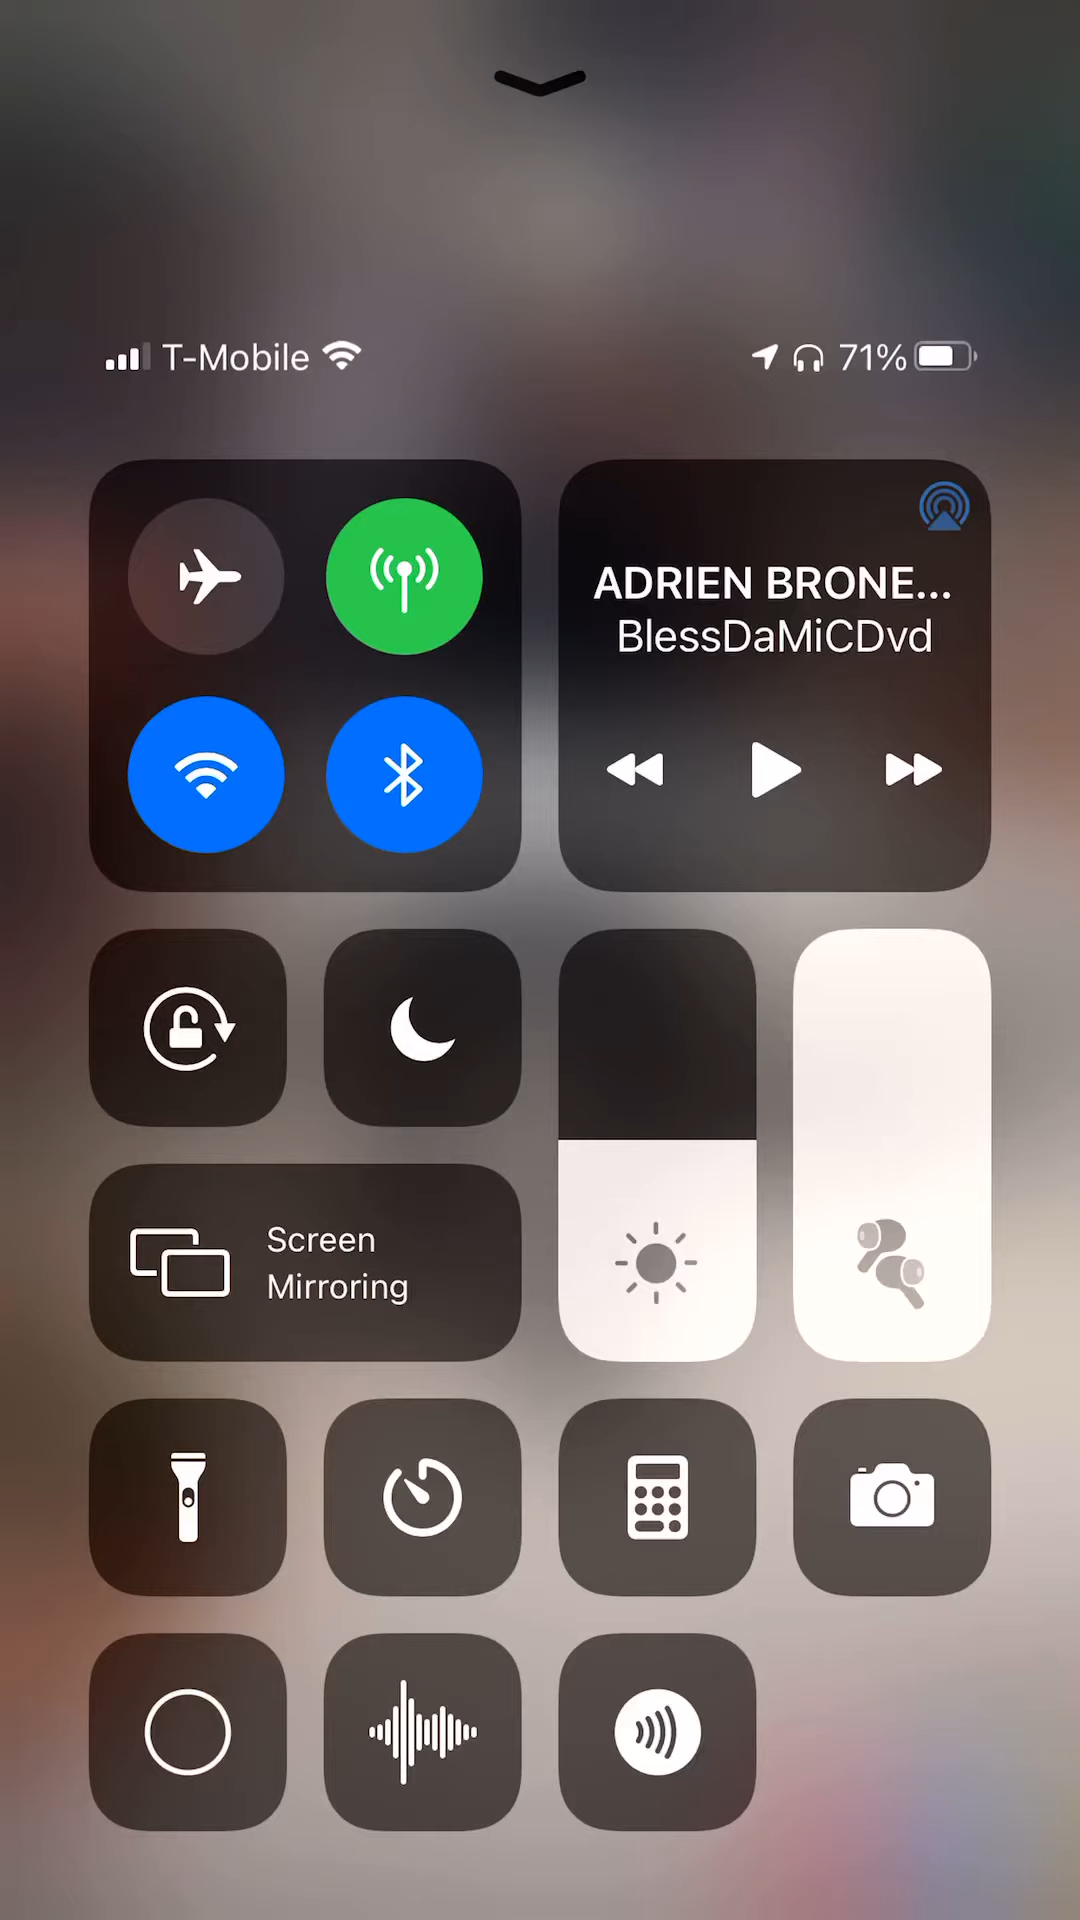 T-Mobile 71%
ADRIEN BRONE...
BlessDaMiCDvd
Screen
Mirroring